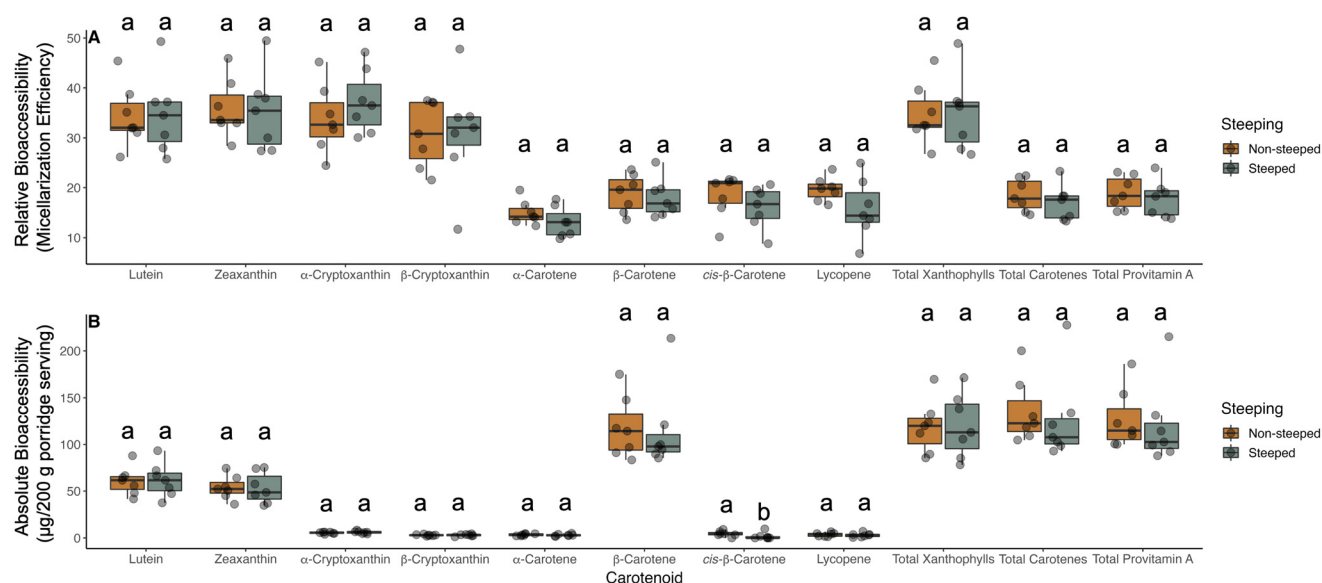 A
a a a a a a a a a a a a a a a a a a a a a a
Relative Bioaccessibility
(Micellarization Efficiency)
50
40
30
20
10
Lutein Zeaxanthin α-Cryptoxanthin β-Cryptoxanthin α-Carotene β-Carotene cis-β-Carotene Lycopene Total Xanthophylls Total Carotenes Total Provitamin A
Steeping
Non-steeped
Steeped
B
a a a a a a a a a a a a a b a a a a a a a a
Absolute Bioaccessibility
(µg/200 g porridge serving)
200
150
100
50
0
Lutein Zeaxanthin α-Cryptoxanthin β-Cryptoxanthin α-Carotene β-Carotene cis-β-Carotene Lycopene Total Xanthophylls Total Carotenes Total Provitamin A
Carotenoid
Steeping
Non-steeped
Steeped